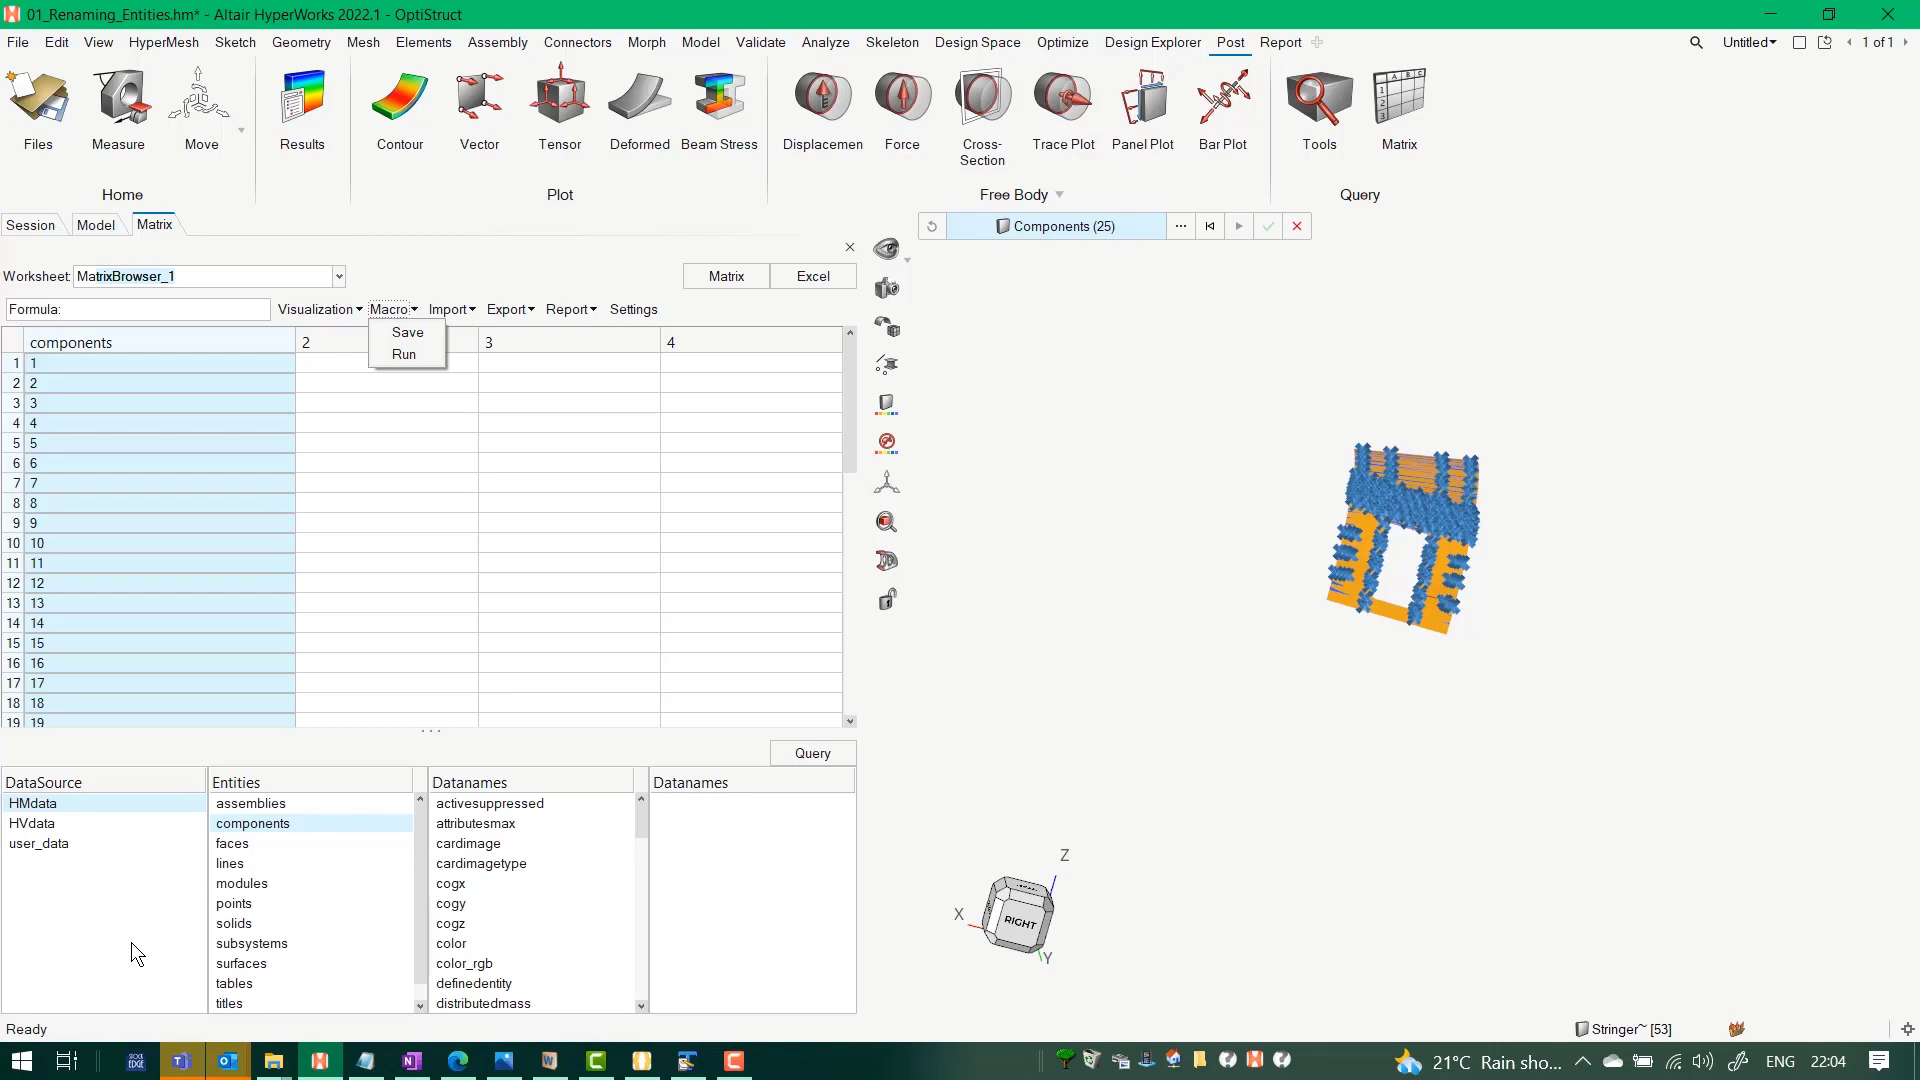 01_Renaming_Entities.hm* - Altair HyperWorks 2022.1 - OptiStruct
File Edit View HyperMesh Sketch Geometry Mesh Elements Assembly Connectors Morph Model Validate Analyze Skeleton Design Space Optimize Design Explorer Post Report Untitled 1 of 1
Files Measure Move Results Contour Vector Tensor Deformed Beam Stress Displacemen Force Cross-Section Trace Plot Panel Plot Bar Plot Tools Matrix
Home Plot Free Body Query
Session Model Matrix
Components (25) ...
Worksheet MatrixBrowser_1 Matrix Excel
Formula: Visualization Macro Import Export Report Settings
Save
Run
components 2 3 4
1 1
2 2
3 3
4 4
5 5
6 6
7 7
8 8
9 9
10 10
11 11
12 12
13 13
14 14
15 15
16 16
17 17
18 18
19 19
Query
DataSource Entities Datanames Datanames
HMdata assemblies activesuppressed
HVdata components attributesmax
user_data faces cardimage
lines cardimagetype
modules cogx
points cogy
solids cogz
subsystems color
surfaces color_rgb
tables definedentity
titles distributedmass
Z
X
RIGHT
Y
Ready Stringer~ [53]
21°C Rain sho... ENG 22:04